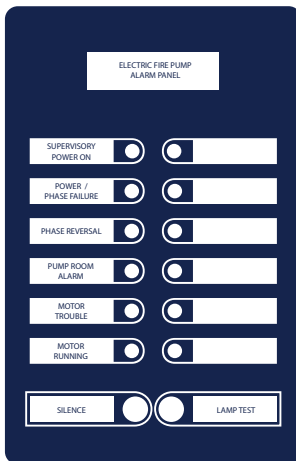 ELECTRIC FIRE PUMP
ALARM PANEL
SUPERVISORY
POWER ON
POWER /
PHASE FAILURE
PHASE REVERSAL
PUMP ROOM
ALARM
MOTOR
TROUBLE
MOTOR
RUNNING
SILENCE
LAMP TEST